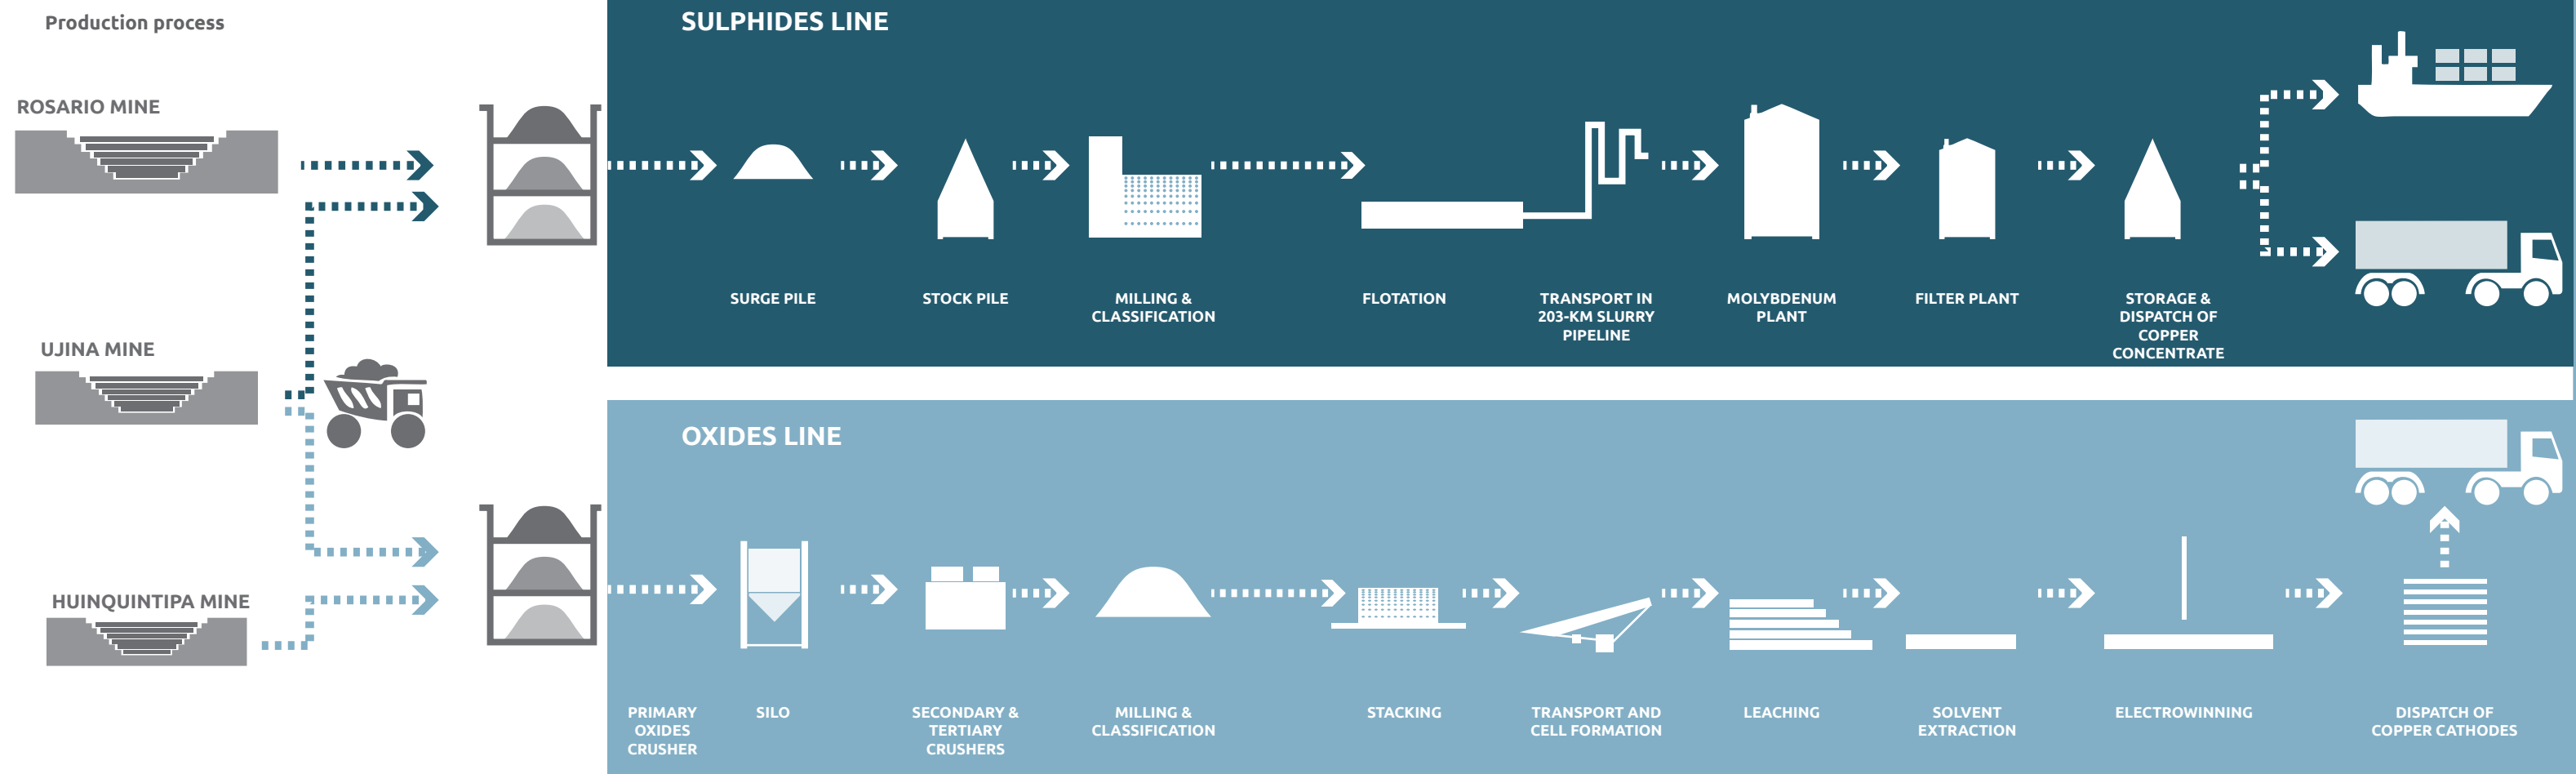 Production process
ROSARIO MINE
UJINA MINE
HUINQUINTIPA MINE
SULPHIDES LINE
SURGE PILE
STOCK PILE
MILLING &
CLASSIFICATION
FLOTATION
TRANSPORT IN
203-KM SLURRY
PIPELINE
MOLYBDENUM
PLANT
FILTER PLANT
STORAGE &
DISPATCH OF
COPPER
CONCENTRATE
OXIDES LINE
PRIMARY
OXIDES
CRUSHER
SILO
SECONDARY &
TERTIARY
CRUSHERS
MILLING &
CLASSIFICATION
STACKING
TRANSPORT AND
CELL FORMATION
LEACHING
SOLVENT
EXTRACTION
ELECTROWINNING
DISPATCH OF
COPPER CATHODES